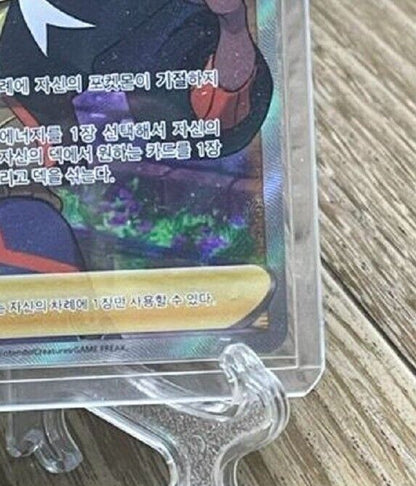 례에 자신의 포켓몬이 기절하지
에너지를 1장 선택해서 자신의
자신의 덱에서 원하는 카드를 1장
리고 덱을 섞는다.
는 자신의 차례에 1장만 사용할 수 있다.
Nintendo/Creatures/GAME FREAK